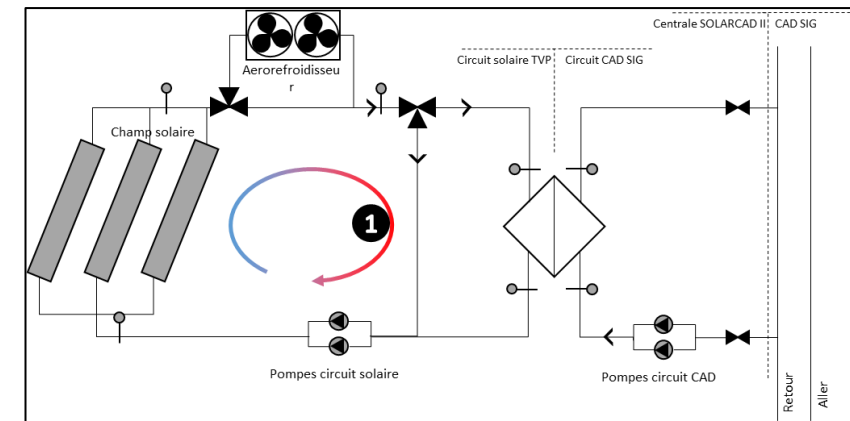 Centrale SOLARCAD II
CAD SIG
Circuit solaire TVP
Circuit CAD SIG
Aerorefroidisseu
r
Champ solaire
1
Pompes circuit solaire
Pompes circuit CAD
Retour
Aller